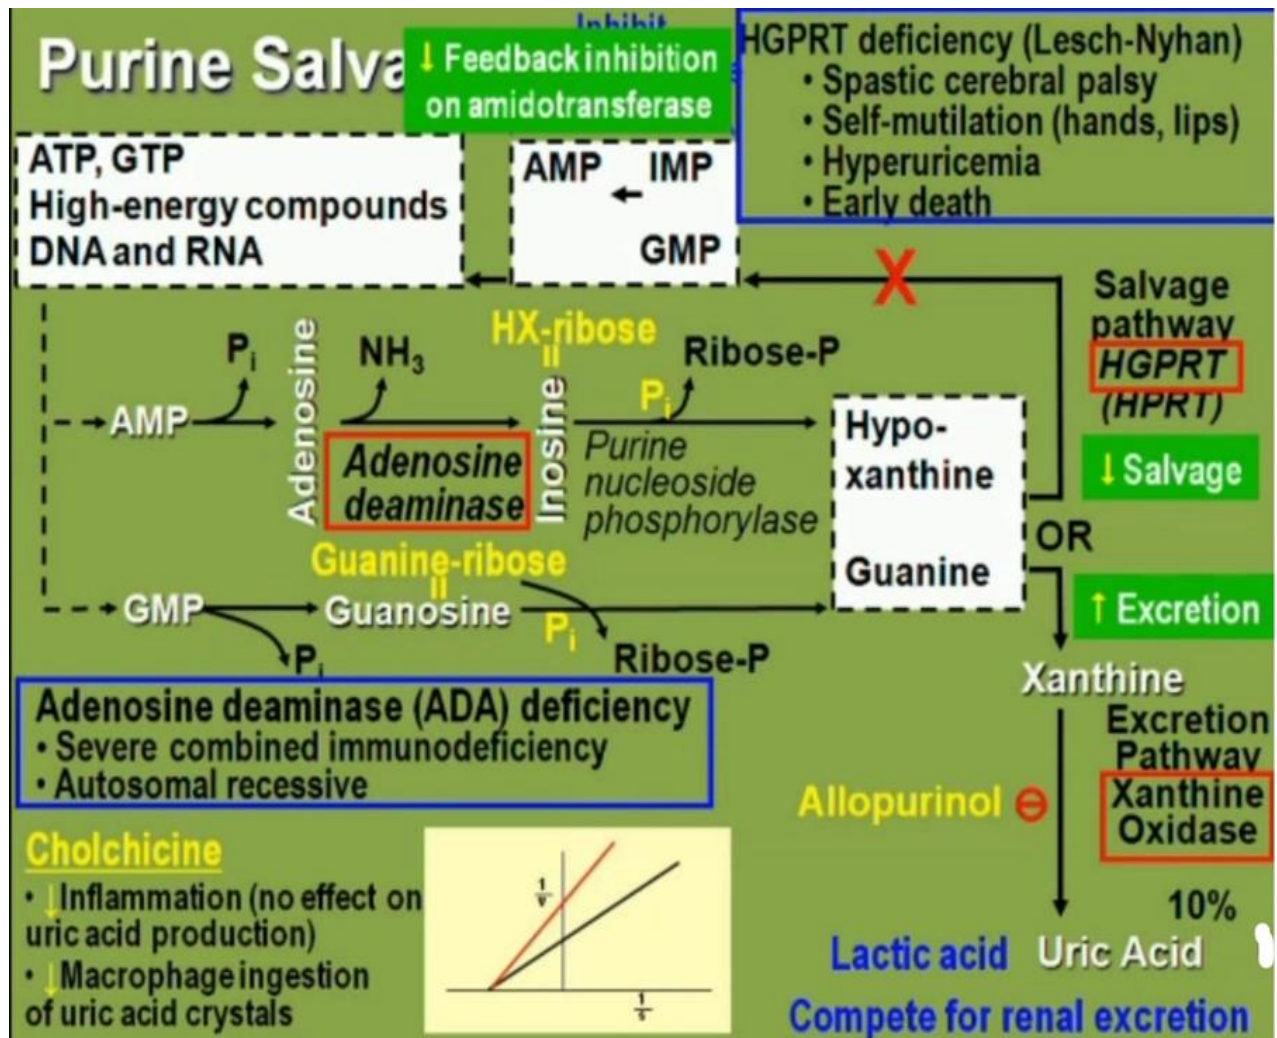 Inhibit
Purine Salva
↓ Feedback inhibition
on amidotransferase
HGPRT deficiency (Lesch-Nyhan)
• Spastic cerebral palsy
• Self-mutilation (hands, lips)
• Hyperuricemia
• Early death
ATP, GTP
High-energy compounds
DNA and RNA
AMP ← IMP
GMP
X
Salvage
pathway
HGPRT
(HPRT)
↓ Salvage
HX-ribose
=
Pi
Adenosine
NH3
Inosine
Ribose-P
Pi
AMP
Adenosine
deaminase
Purine
nucleoside
phosphorylase
Hypo-
xanthine
Guanine
OR
↑ Excretion
Guanine-ribose
=
GMP
Guanosine
Pi
Pi
Ribose-P
Xanthine
Excretion
Pathway
Xanthine
Oxidase
Allopurinol ⊖
10%
Lactic acid
Uric Acid
Compete for renal excretion
Adenosine deaminase (ADA) deficiency
• Severe combined immunodeficiency
• Autosomal recessive
Cholchicine
• ↓Inflammation (no effect on
uric acid production)
• ↓Macrophage ingestion
of uric acid crystals
1/V
1/S